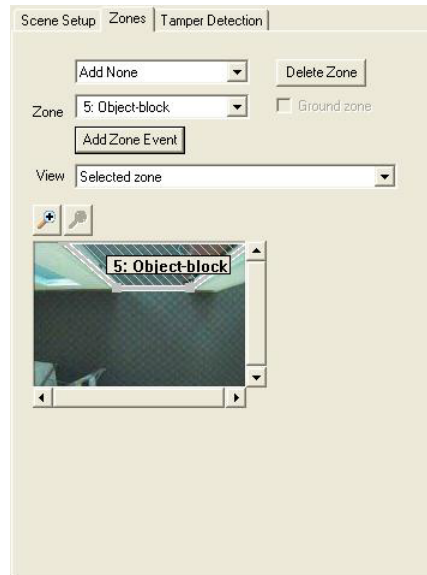 Scene Setup Zones Tamper Detection
Add None Delete Zone
Zone 5: Object-block Ground zone
Add Zone Event
View Selected zone
5: Object-block